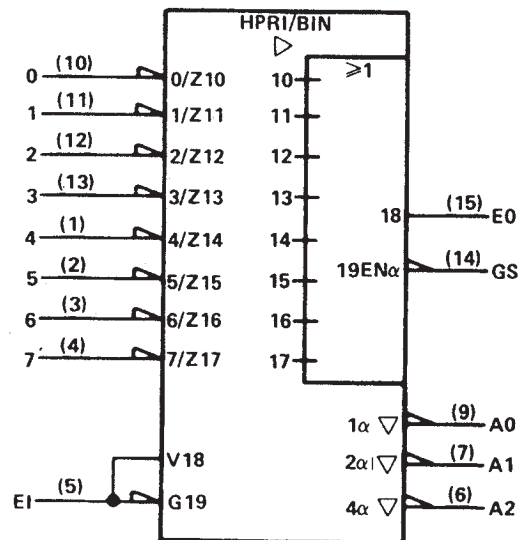 HPRI/BIN
▷
≥1
0 (10) 0/Z10 10
1 (11) 1/Z11 11
2 (12) 2/Z12 12
3 (13) 3/Z13 13
4 (1) 4/Z14 14
5 (2) 5/Z15 15
6 (3) 6/Z16 16
7 (4) 7/Z17 17
18 (15) E0
19ENα (14) GS
1α ▽ (9) A0
2α ▽ (7) A1
4α ▽ (6) A2
V18
EI (5) G19